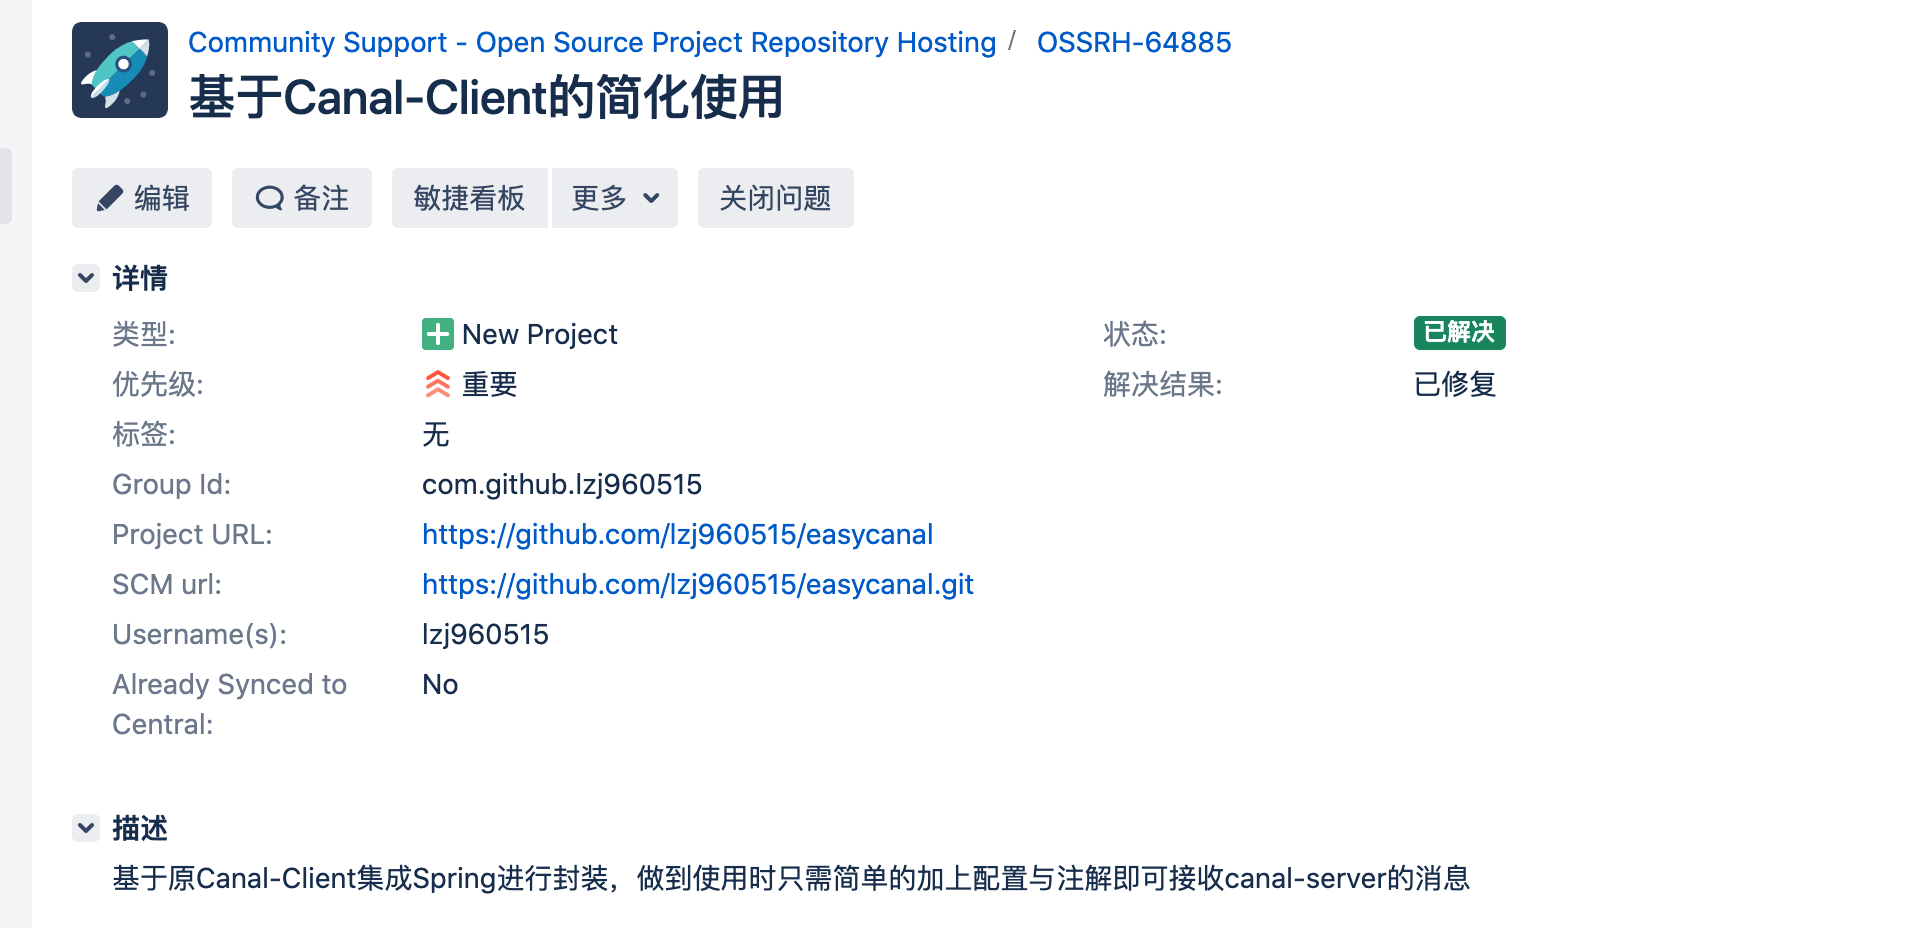 Community Support - Open Source Project Repository Hosting / OSSRH-64885
基于Canal-Client的简化使用
编辑 备注 敏捷看板 更多 关闭问题
详情
类型: New Project 状态: 已解决
优先级: 重要 解决结果: 已修复
标签: 无
Group Id: com.github.lzj960515
Project URL: https://github.com/lzj960515/easycanal
SCM url: https://github.com/lzj960515/easycanal.git
Username(s): lzj960515
Already Synced to No
Central:
描述
基于原Canal-Client集成Spring进行封装，做到使用时只需简单的加上配置与注解即可接收canal-server的消息